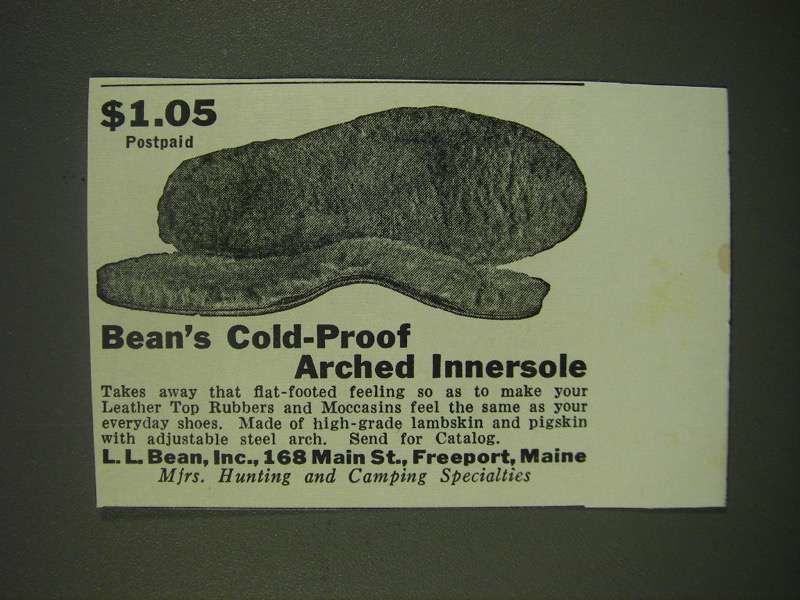 $1.05
Postpaid
Bean's Cold-Proof
Arched Innersole
Takes away that flat-footed feeling so as to make your
Leather Top Rubbers and Moccasins feel the same as your
everyday shoes. Made of high-grade lambskin and pigskin
with adjustable steel arch. Send for Catalog.
L. L. Bean, Inc., 168 Main St., Freeport, Maine
Mfrs. Hunting and Camping Specialties